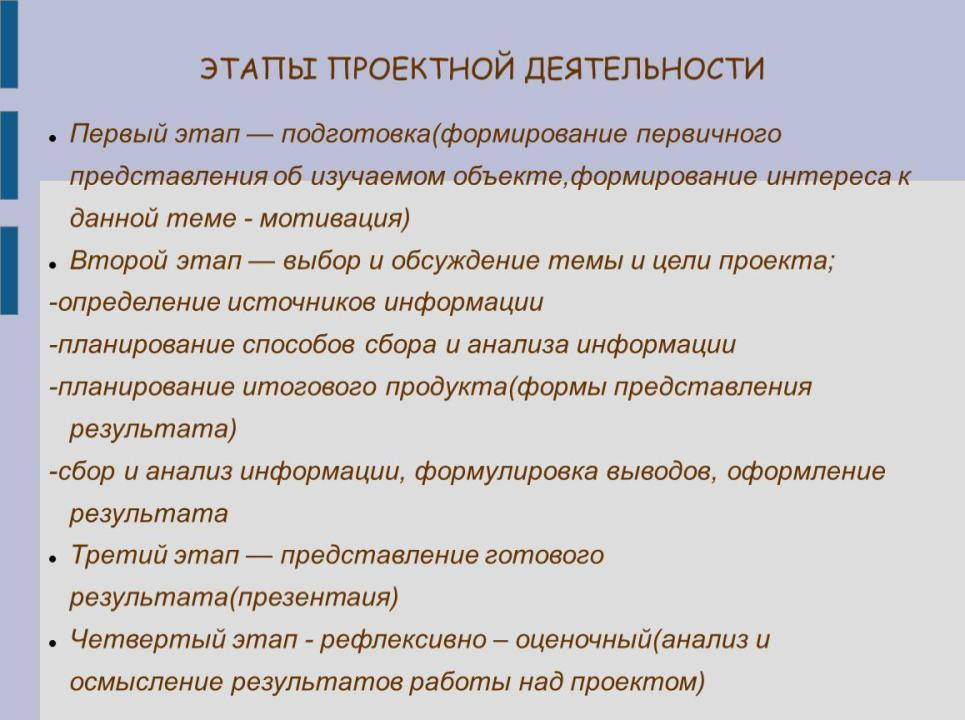 ЭТАПЫ ПРОЕКТНОЙ ДЕЯТЕЛЬНОСТИ
● Первый этап — подготовка(формирование первичного
представления об изучаемом объекте,формирование интереса к
данной теме - мотивация)
● Второй этап — выбор и обсуждение темы и цели проекта;
-определение источников информации
-планирование способов сбора и анализа информации
-планирование итогового продукта(формы представления
результата)
-сбор и анализ информации, формулировка выводов, оформление
результата
● Третий этап — представление готового
результата(презентаия)
● Четвертый этап - рефлексивно – оценочный(анализ и
осмысление результатов работы над проектом)